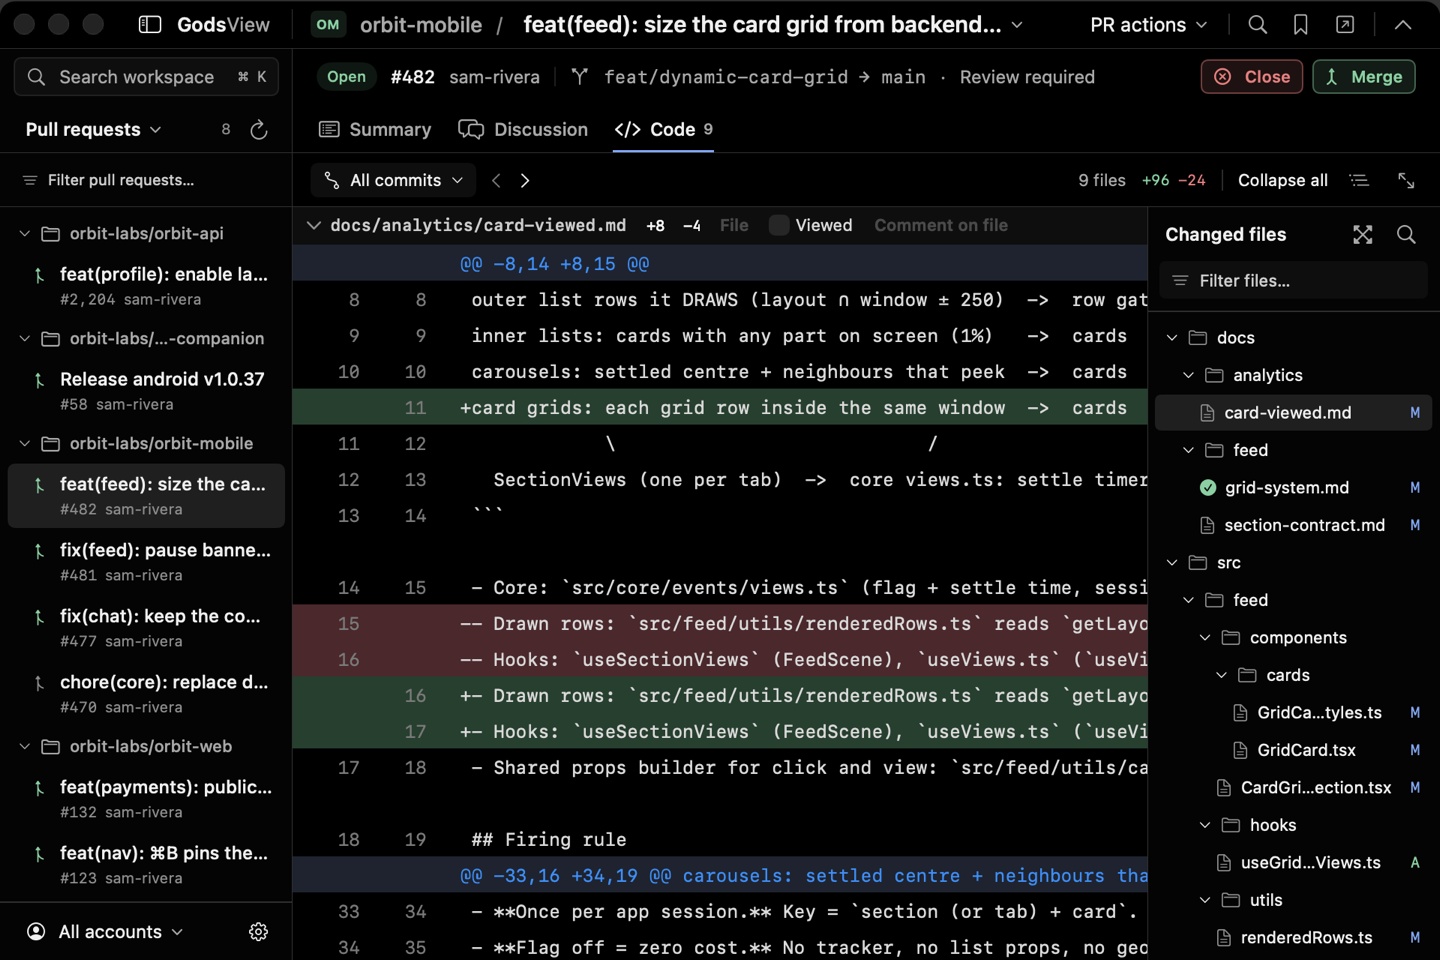 GodsView
OM orbit-mobile / feat(feed): size the card grid from backend...
PR actions
Search workspace ⌘ K
Open #482 sam-rivera feat/dynamic-card-grid → main · Review required
Close
Merge
Pull requests 8
Summary
Discussion
</> Code 9
Filter pull requests...
All commits
9 files +96 −24
Collapse all
orbit-labs/orbit-api
feat(profile): enable la...
#2,204 sam-rivera
orbit-labs/...-companion
Release android v1.0.37
#58 sam-rivera
orbit-labs/orbit-mobile
feat(feed): size the ca...
#482 sam-rivera
fix(feed): pause banne...
#481 sam-rivera
fix(chat): keep the co...
#477 sam-rivera
chore(core): replace d...
#470 sam-rivera
orbit-labs/orbit-web
feat(payments): public...
#132 sam-rivera
feat(nav): ⌘B pins the...
#123 sam-rivera
All accounts
docs/analytics/card-viewed.md +8 −4 File Viewed Comment on file
@@ -8,14 +8,15 @@
8 8 outer list rows it DRAWS (layout ∩ window ± 250) -> row gat
9 9 inner lists: cards with any part on screen (1%) -> cards
10 10 carousels: settled centre + neighbours that peek -> cards
11 +card grids: each grid row inside the same window -> cards
11 12 \ /
12 13 SectionViews (one per tab) -> core views.ts: settle timer
13 14 ```
14 15 - Core: `src/core/events/views.ts` (flag + settle time, sessi
15 -- Drawn rows: `src/feed/utils/renderedRows.ts` reads `getLayo
16 -- Hooks: `useSectionViews` (FeedScene), `useViews.ts` (`useVi
16 +- Drawn rows: `src/feed/utils/renderedRows.ts` reads `getLayo
17 +- Hooks: `useSectionViews` (FeedScene), `useViews.ts` (`useVi
17 18 - Shared props builder for click and view: `src/feed/utils/ca
18 19 ## Firing rule
@@ -33,16 +34,19 @@ carousels: settled centre + neighbours tha
33 34 - **Once per app session.** Key = `section (or tab) + card`.
34 35 - **Flag off = zero cost.** No tracker, no list props, no geo
Changed files
Filter files...
docs
analytics
card-viewed.md M
feed
grid-system.md M
section-contract.md M
src
feed
components
cards
GridCa...tyles.ts M
GridCard.tsx M
CardGri...ection.tsx M
hooks
useGrid...Views.ts A
utils
renderedRows.ts M